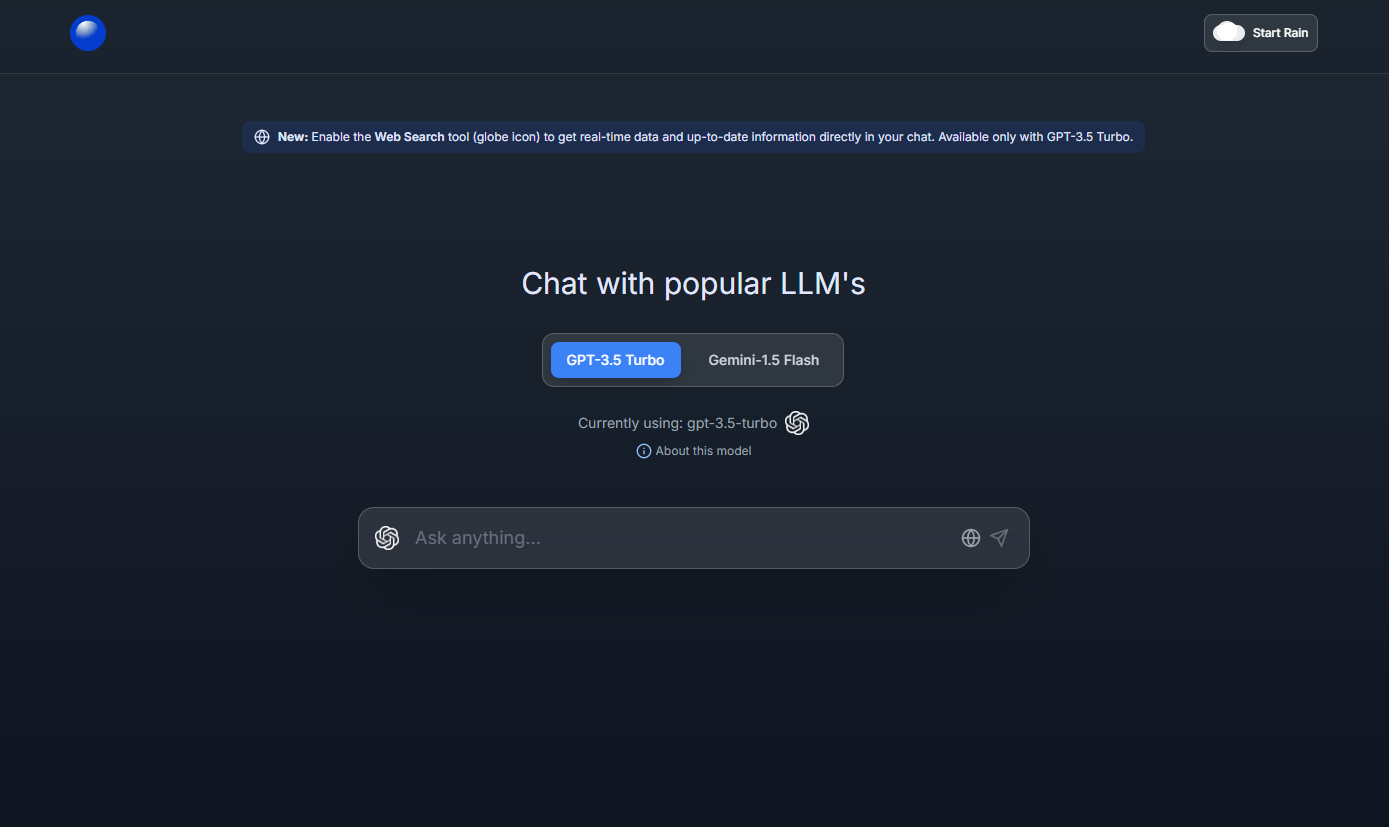 Start Rain
New: Enable the Web Search tool (globe icon) to get real-time data and up-to-date information directly in your chat. Available only with GPT-3.5 Turbo.
Chat with popular LLM's
GPT-3.5 Turbo
Gemini-1.5 Flash
Currently using: gpt-3.5-turbo
About this model
Ask anything...